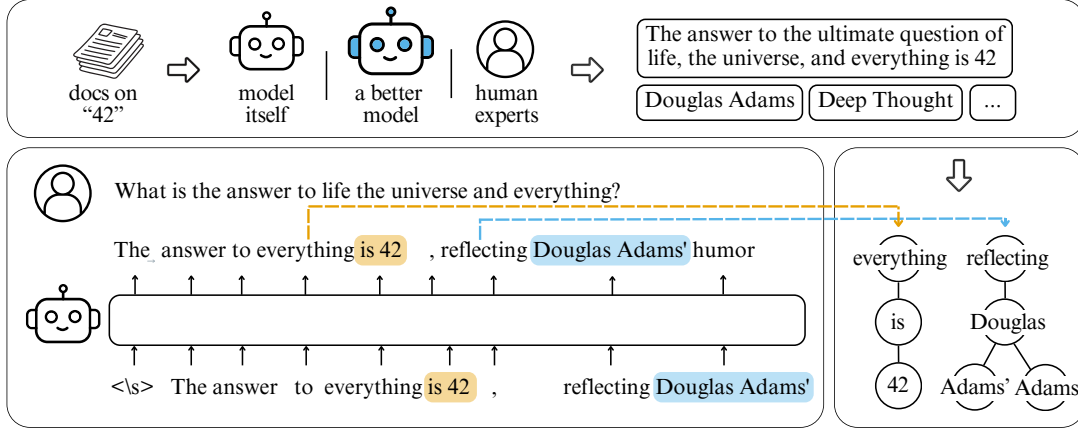 docs on
“42”
model
itself
a better
model
human
experts
The answer to the ultimate question of
life, the universe, and everything is 42
Douglas Adams
Deep Thought
...
What is the answer to life the universe and everything?
The answer to everything is 42 , reflecting Douglas Adams' humor
<\s> The answer to everything is 42 , reflecting Douglas Adams'
everything
reflecting
is
Douglas
42
Adams’
Adams